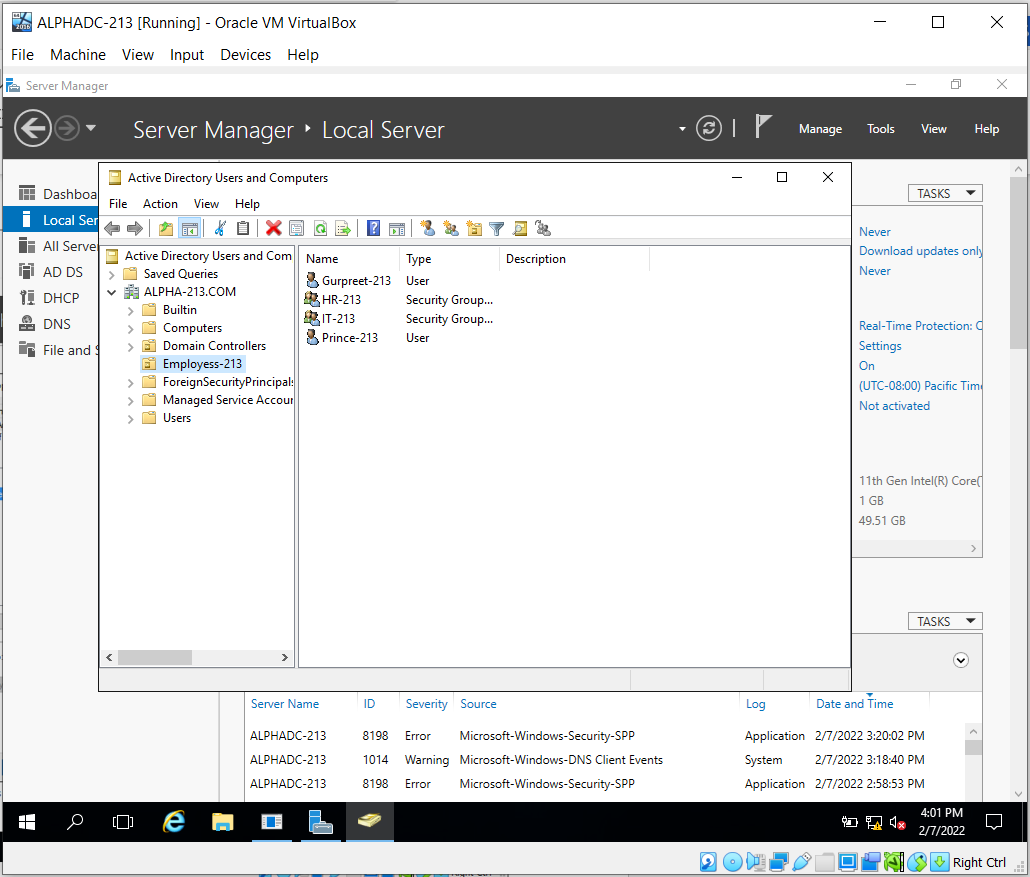 ALPHADC-213 [Running] - Oracle VM VirtualBox
File Machine View Input Devices Help
Server Manager
Server Manager Local Server
Manage Tools View Help
Active Directory Users and Computers
File Action View Help
Dashboa
Local Ser
All Serve
AD DS
DHCP
DNS
File and S
Active Directory Users and Com
Saved Queries
ALPHA-213.COM
Builtin
Computers
Domain Controllers
Employess-213
ForeignSecurityPrincipals
Managed Service Accour
Users
Name Type Description
Gurpreet-213 User
HR-213 Security Group...
IT-213 Security Group...
Prince-213 User
TASKS
Never
Download updates only
Never
Real-Time Protection:
Settings
On
(UTC-08:00) Pacific Time
Not activated
11th Gen Intel(R) Core(T
1 GB
49.51 GB
TASKS
Server Name ID Severity Source Log Date and Time
ALPHADC-213 8198 Error Microsoft-Windows-Security-SPP Application 2/7/2022 3:20:02 PM
ALPHADC-213 1014 Warning Microsoft-Windows-DNS Client Events System 2/7/2022 3:18:40 PM
ALPHADC-213 8198 Error Microsoft-Windows-Security-SPP Application 2/7/2022 2:58:53 PM
4:01 PM
2/7/2022
Right Ctrl